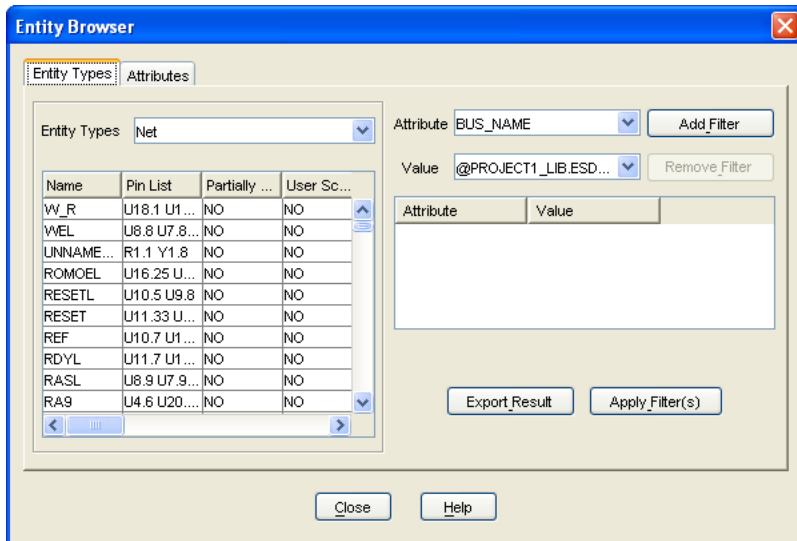 Entity Browser
Entity Types Attributes
Entity Types Net
Name Pin List Partially ... User Sc...
W_R U18.1 U1... NO NO
WEL U8.8 U7.8... NO NO
UNNAME... R1.1 Y1.8 NO NO
ROMOEL U16.25 U... NO NO
RESETL U10.5 U9.8 NO NO
RESET U11.33 U... NO NO
REF U10.7 U1... NO NO
RDYL U11.7 U1... NO NO
RASL U8.9 U7.9... NO NO
RA9 U4.6 U20.... NO NO
Attribute BUS_NAME Add Filter
Value @PROJECT1_LIB.ESD... Remove Filter
Attribute Value
Export Result Apply Filter(s)
Close Help